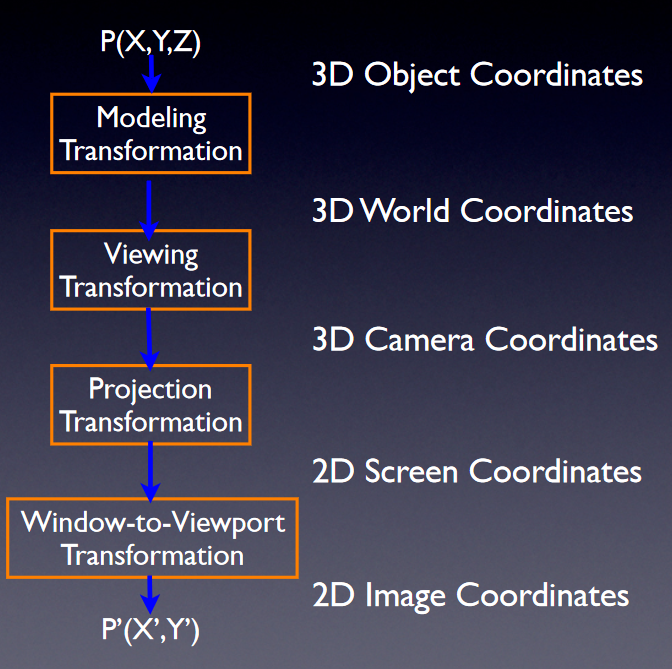 P(X,Y,Z)
3D Object Coordinates
Modeling
Transformation
3D World Coordinates
Viewing
Transformation
3D Camera Coordinates
Projection
Transformation
2D Screen Coordinates
Window-to-Viewport
Transformation
2D Image Coordinates
P’(X’,Y’)